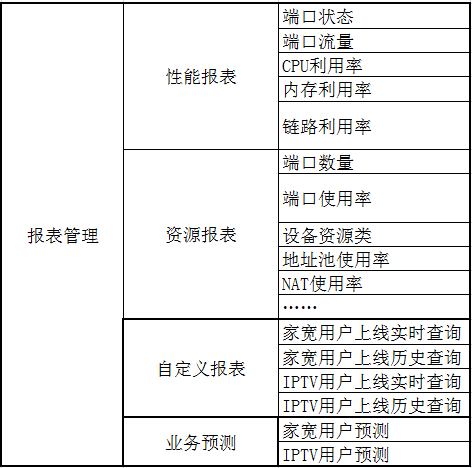 报表管理
性能报表
端口状态
端口流量
CPU利用率
内存利用率
链路利用率
资源报表
端口数量
端口使用率
设备资源类
地址池使用率
NAT使用率
……
自定义报表
家宽用户上线实时查询
家宽用户上线历史查询
IPTV用户上线实时查询
IPTV用户上线历史查询
业务预测
家宽用户预测
IPTV用户预测